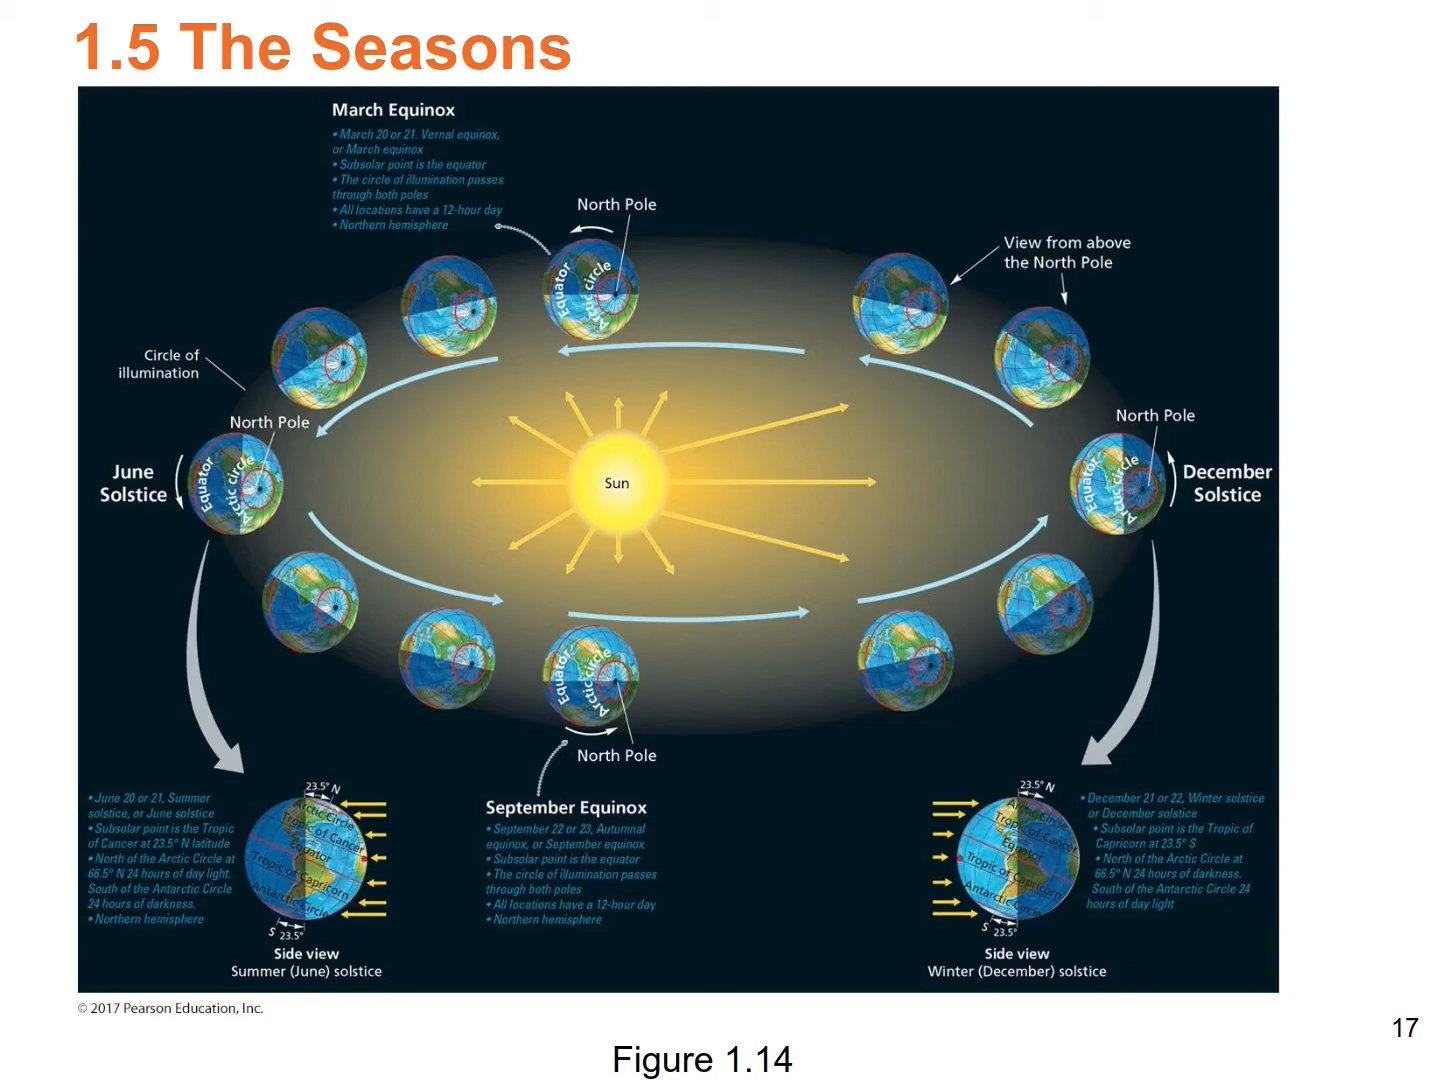 1.5 The Seasons
March Equinox
• March 20 or 21. Vernal equinox,
or March equinox
• Subsolar point is the equator
• The circle of illumination passes
through both poles
• All locations have a 12-hour day
• Northern hemisphere
North Pole
Equator
Arctic circle
View from above
the North Pole
Circle of
illumination
North Pole
June
Solstice
Equator
Arctic circle
Sun
North Pole
Equator
Arctic circle
December
Solstice
Equator
Arctic circle
North Pole
September Equinox
• September 22 or 23, Autumnal
equinox, or September equinox
• Subsolar point is the equator
• The circle of illumination passes
through both poles
• All locations have a 12-hour day
• Northern hemisphere
• June 20 or 21, Summer
solstice, or June solstice
• Subsolar point is the Tropic
of Cancer at 23.5° N latitude
• North of the Arctic Circle at
66.5° N 24 hours of day light.
South of the Antarctic Circle
24 hours of darkness.
• Northern hemisphere
23.5° N
Arctic Circle
Tropic of Cancer
Equator
Tropic of Capricorn
Antarctic Circle
S 23.5°
Side view
Summer (June) solstice
23.5° N
Arctic Circle
Tropic of Cancer
Equator
Tropic of Capricorn
Antarctic Circle
S 23.5°
Side view
Winter (December) solstice
• December 21 or 22, Winter solstice
or December solstice
• Subsolar point is the Tropic of
Capricorn at 23.5° S
• North of the Arctic Circle at
66.5° N 24 hours of darkness.
South of the Antarctic Circle 24
hours of day light
© 2017 Pearson Education, Inc.
17
Figure 1.14